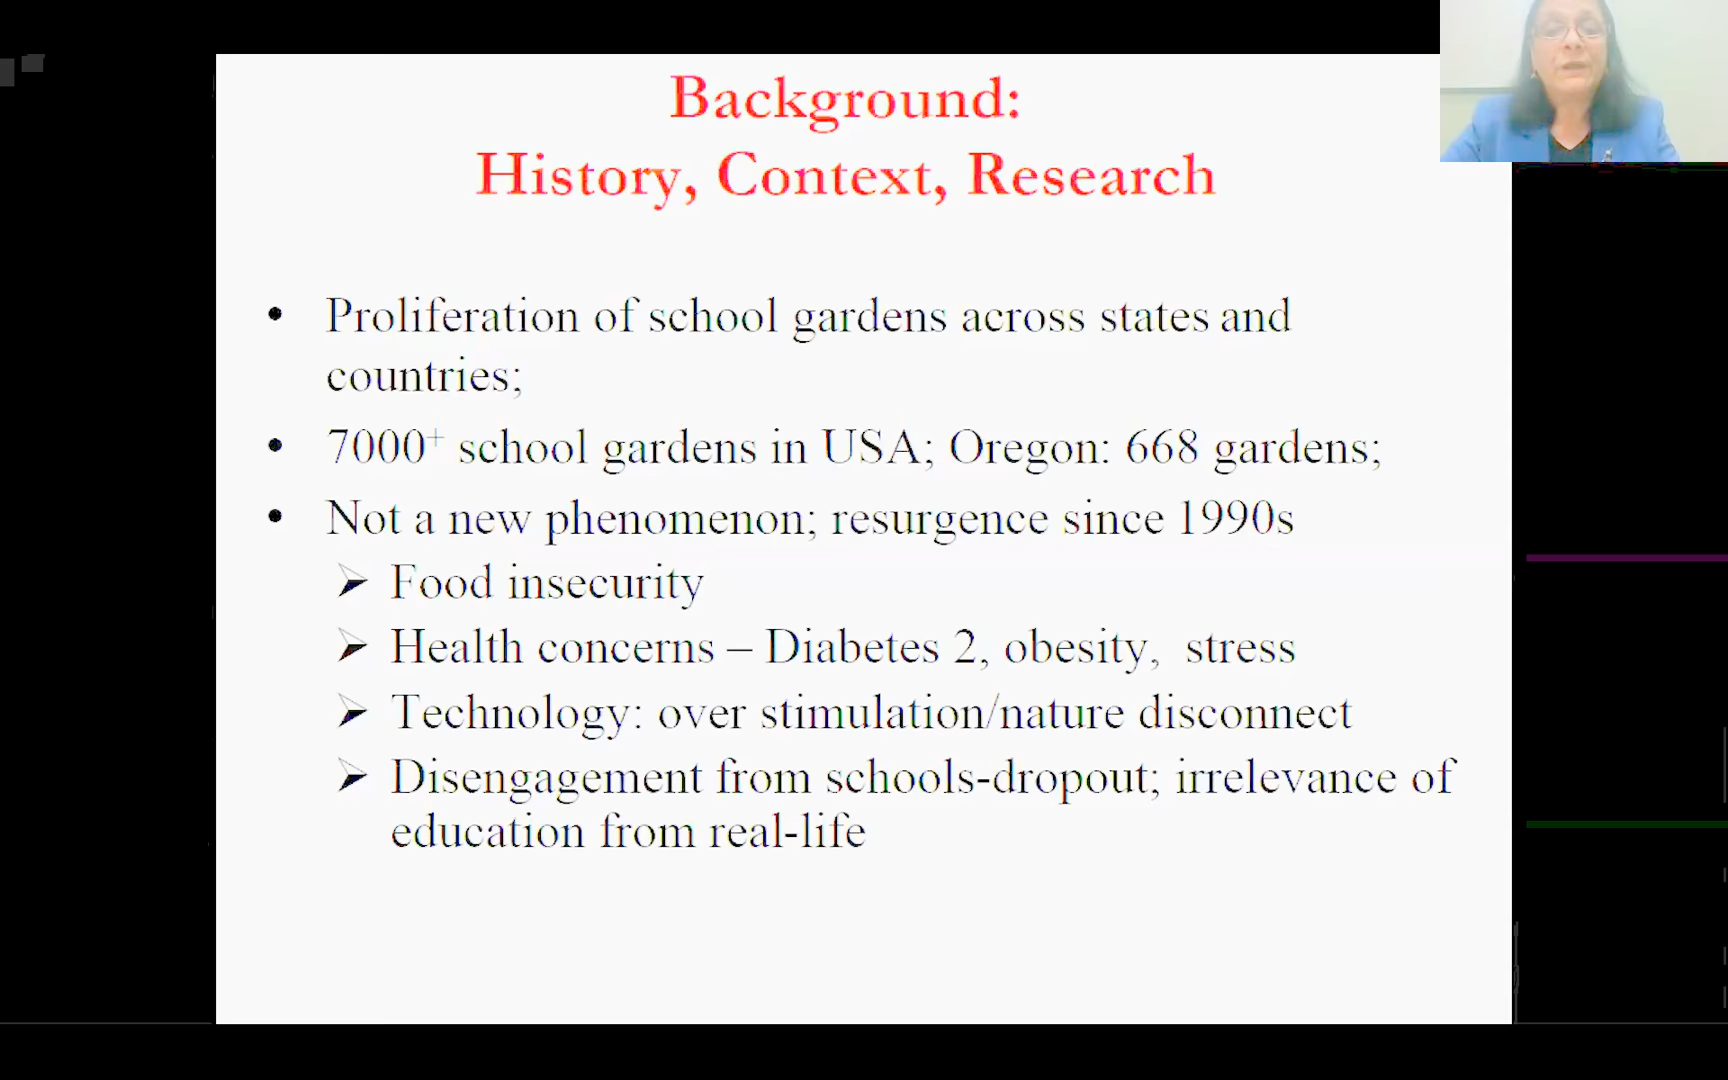 Background:
History, Context, Research
• Proliferation of school gardens across states and
countries;
• 7000+ school gardens in USA; Oregon: 668 gardens;
• Not a new phenomenon; resurgence since 1990s
➢ Food insecurity
➢ Health concerns – Diabetes 2, obesity, stress
➢ Technology: over stimulation/nature disconnect
➢ Disengagement from schools-dropout; irrelevance of
education from real-life